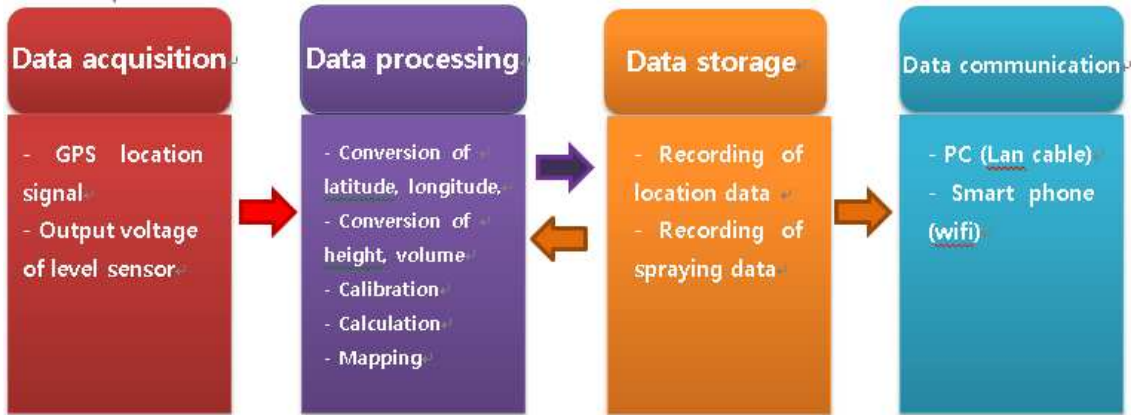 Data acquisition
- GPS location
signal
- Output voltage
of level sensor
Data processing
- Conversion of
latitude, longitude,
- Conversion of
height, volume
- Calibration
- Calculation
- Mapping
Data storage
- Recording of
location data
- Recording of
spraying data
Data communication
- PC (Lan cable)
- Smart phone
(wifi)